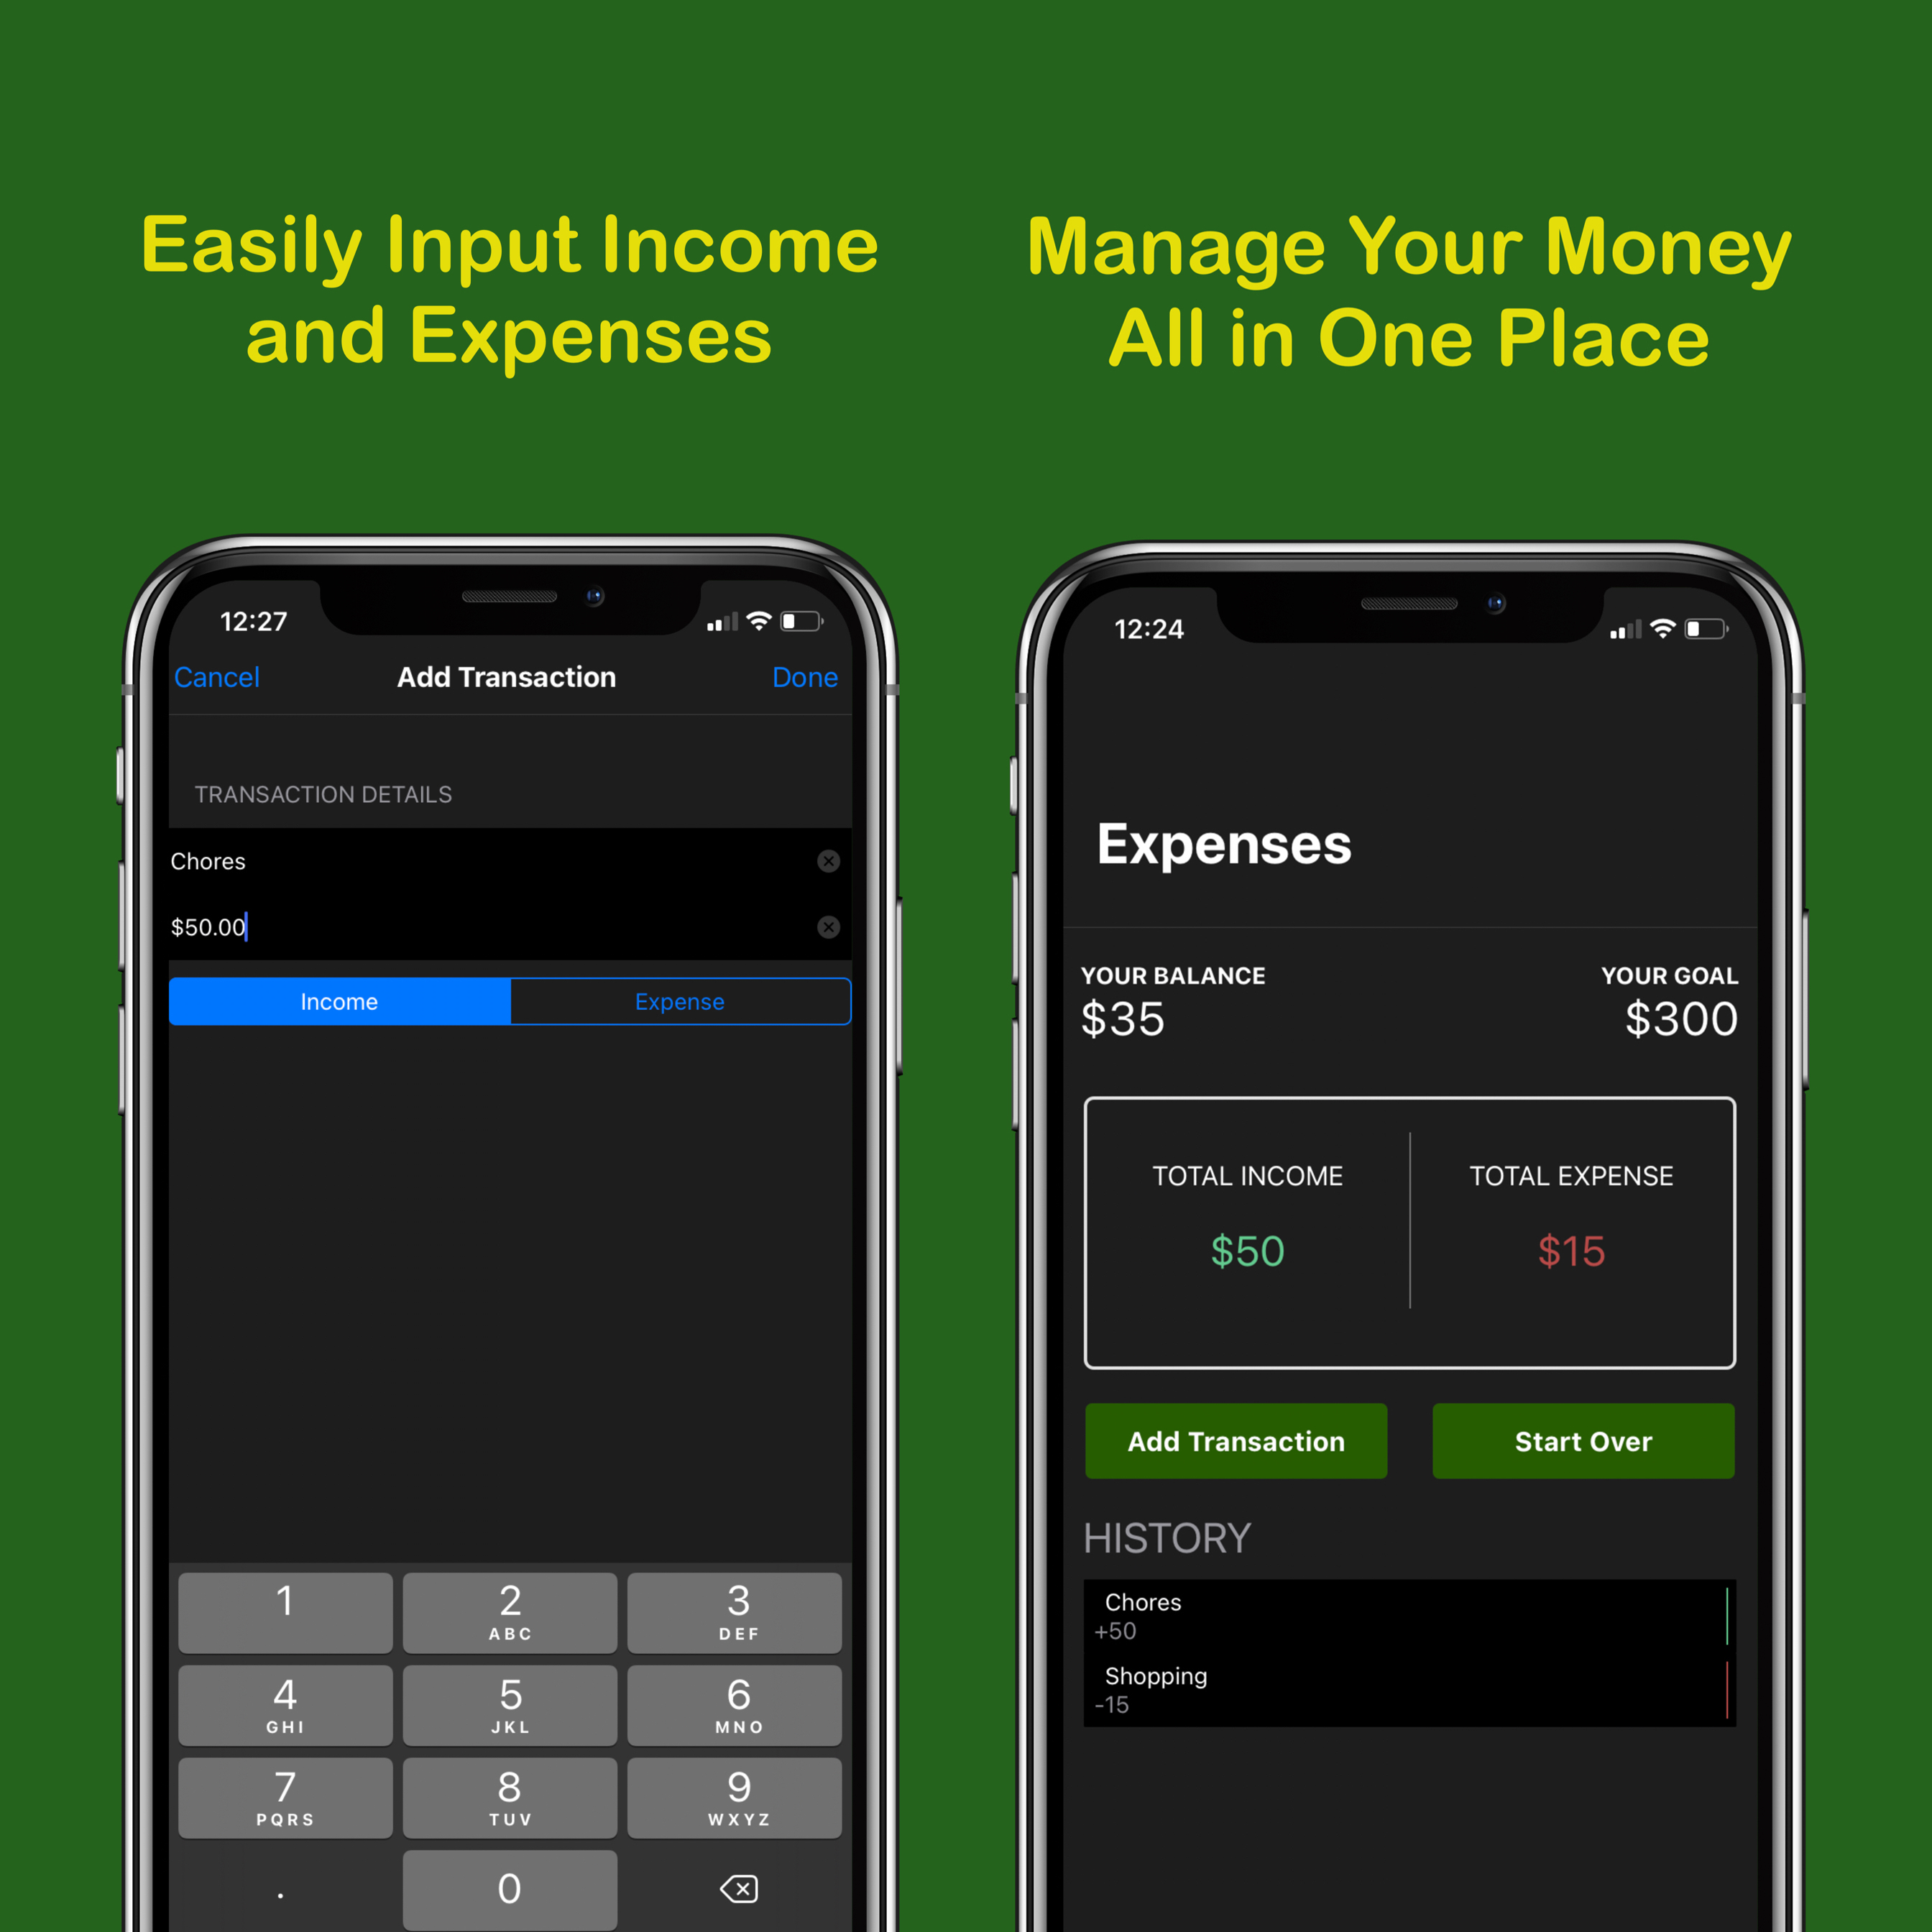 Easily Input Income
and Expenses
12:27
Cancel Add Transaction Done
TRANSACTION DETAILS
Chores
$50.00
Income Expense
1 2 3
ABC DEF
4 5 6
GHI JKL MNO
7 8 9
PQRS TUV WXYZ
. 0
Manage Your Money
All in One Place
12:24
Expenses
YOUR BALANCE YOUR GOAL
$35 $300
TOTAL INCOME TOTAL EXPENSE
$50 $15
Add Transaction Start Over
HISTORY
Chores
+50
Shopping
-15